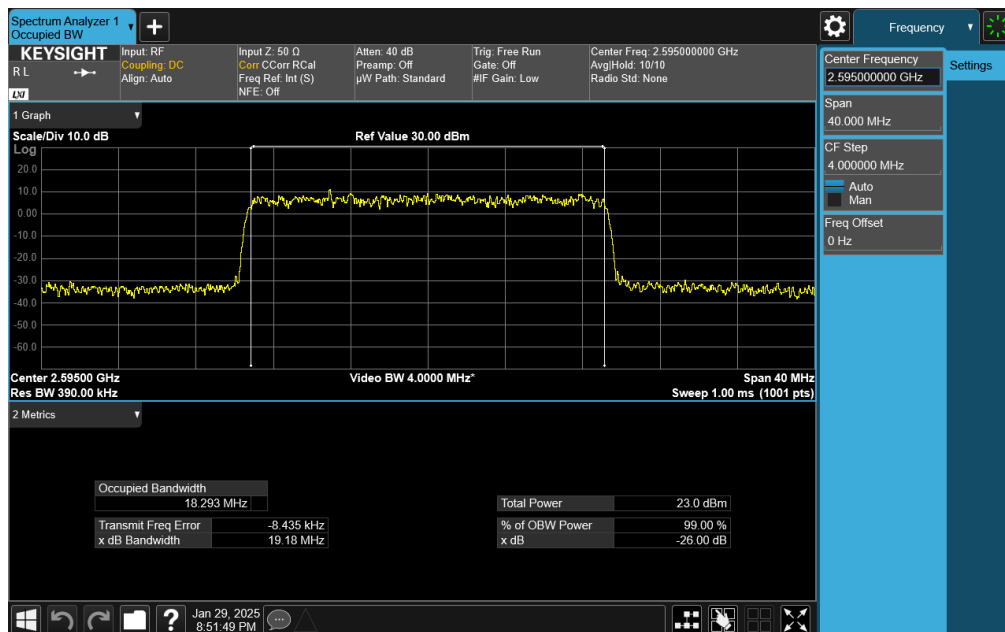 Spectrum Analyzer 1
Occupied BW
Frequency
KEYSIGHT
R L
LXI
Input: RF
Coupling: DC
Align: Auto
Input Z: 50 Ω
Corr CCorr RCal
Freq Ref: Int (S)
NFE: Off
Atten: 40 dB
Preamp: Off
µW Path: Standard
Trig: Free Run
Gate: Off
#IF Gain: Low
Center Freq: 2.595000000 GHz
Avg|Hold: 10/10
Radio Std: None
Center Frequency
2.595000000 GHz
Settings
Span
40.000 MHz
CF Step
4.000000 MHz
Auto
Man
Freq Offset
0 Hz
1 Graph
Scale/Div 10.0 dB
Ref Value 30.00 dBm
Log
20.0
10.0
0.00
-10.0
-20.0
-30.0
-40.0
-50.0
-60.0
Center 2.59500 GHz
Video BW 4.0000 MHz*
Span 40 MHz
Res BW 390.00 kHz
Sweep 1.00 ms (1001 pts)
2 Metrics
Occupied Bandwidth
18.293 MHz
Total Power 23.0 dBm
Transmit Freq Error -8.435 kHz
% of OBW Power 99.00 %
x dB Bandwidth 19.18 MHz
x dB -26.00 dB
?
Jan 29, 2025
8:51:49 PM